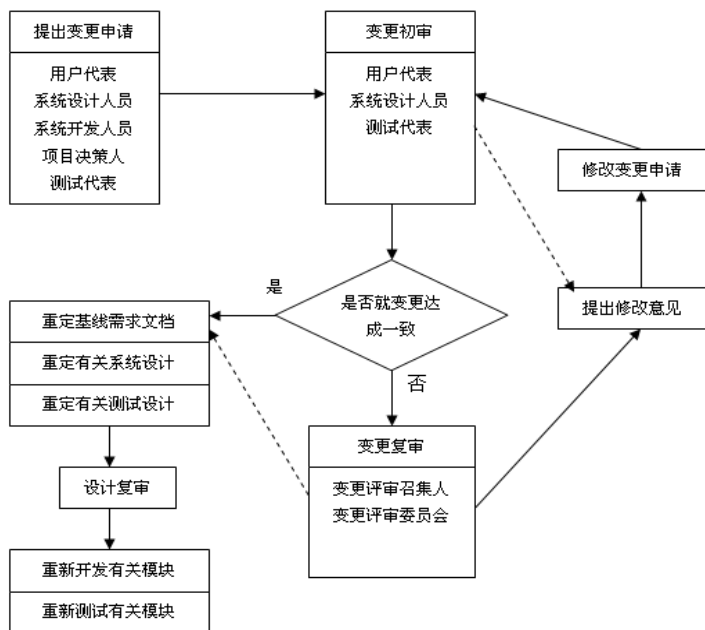 提出变更申请
用户代表
系统设计人员
系统开发人员
项目决策人
测试代表
变更初审
用户代表
系统设计人员
测试代表
修改变更申请
提出修改意见
是
是否就变更达
成一致
否
重定基线需求文档
重定有关系统设计
重定有关测试设计
变更复审
变更评审召集人
变更评审委员会
设计复审
重新开发有关模块
重新测试有关模块